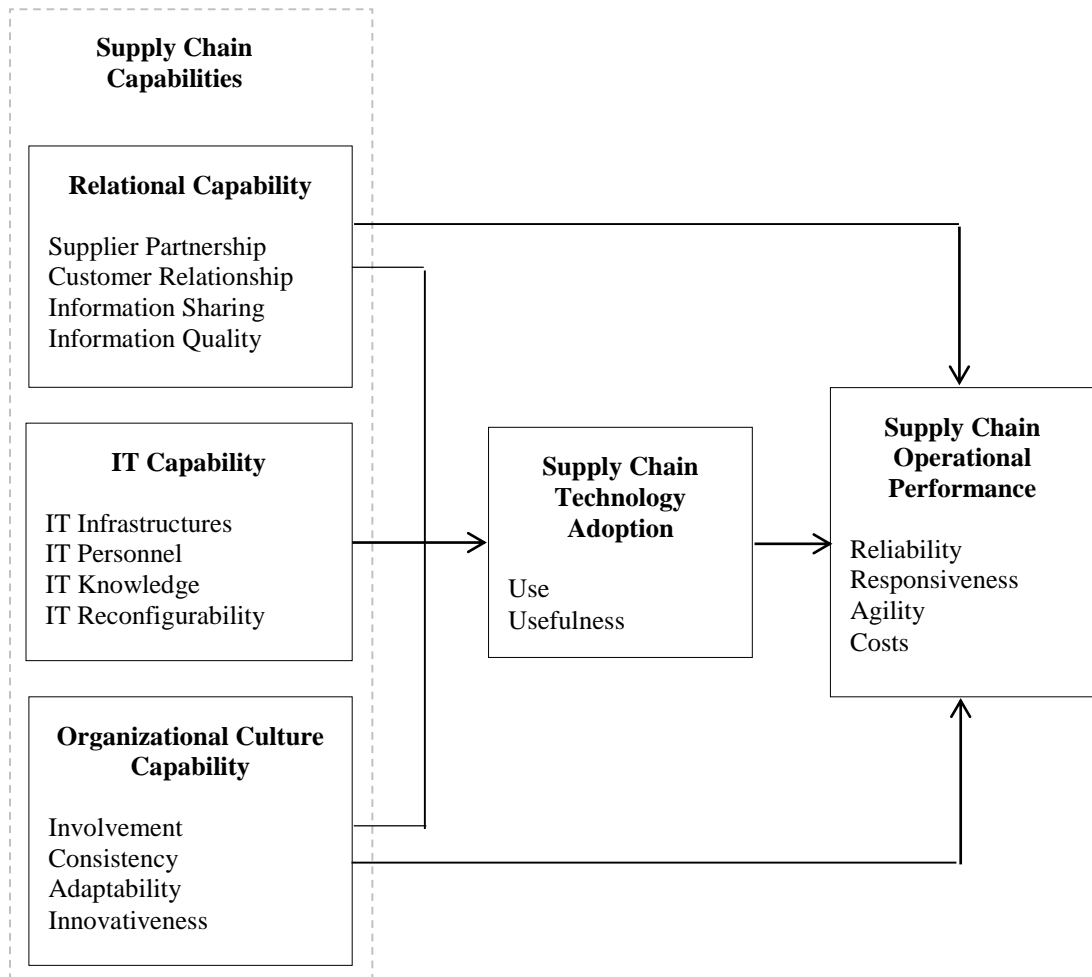 Supply Chain
Capabilities
Relational Capability
Supplier Partnership
Customer Relationship
Information Sharing
Information Quality
IT Capability
IT Infrastructures
IT Personnel
IT Knowledge
IT Reconfigurability
Organizational Culture
Capability
Involvement
Consistency
Adaptability
Innovativeness
Supply Chain
Technology
Adoption
Use
Usefulness
Supply Chain
Operational
Performance
Reliability
Responsiveness
Agility
Costs